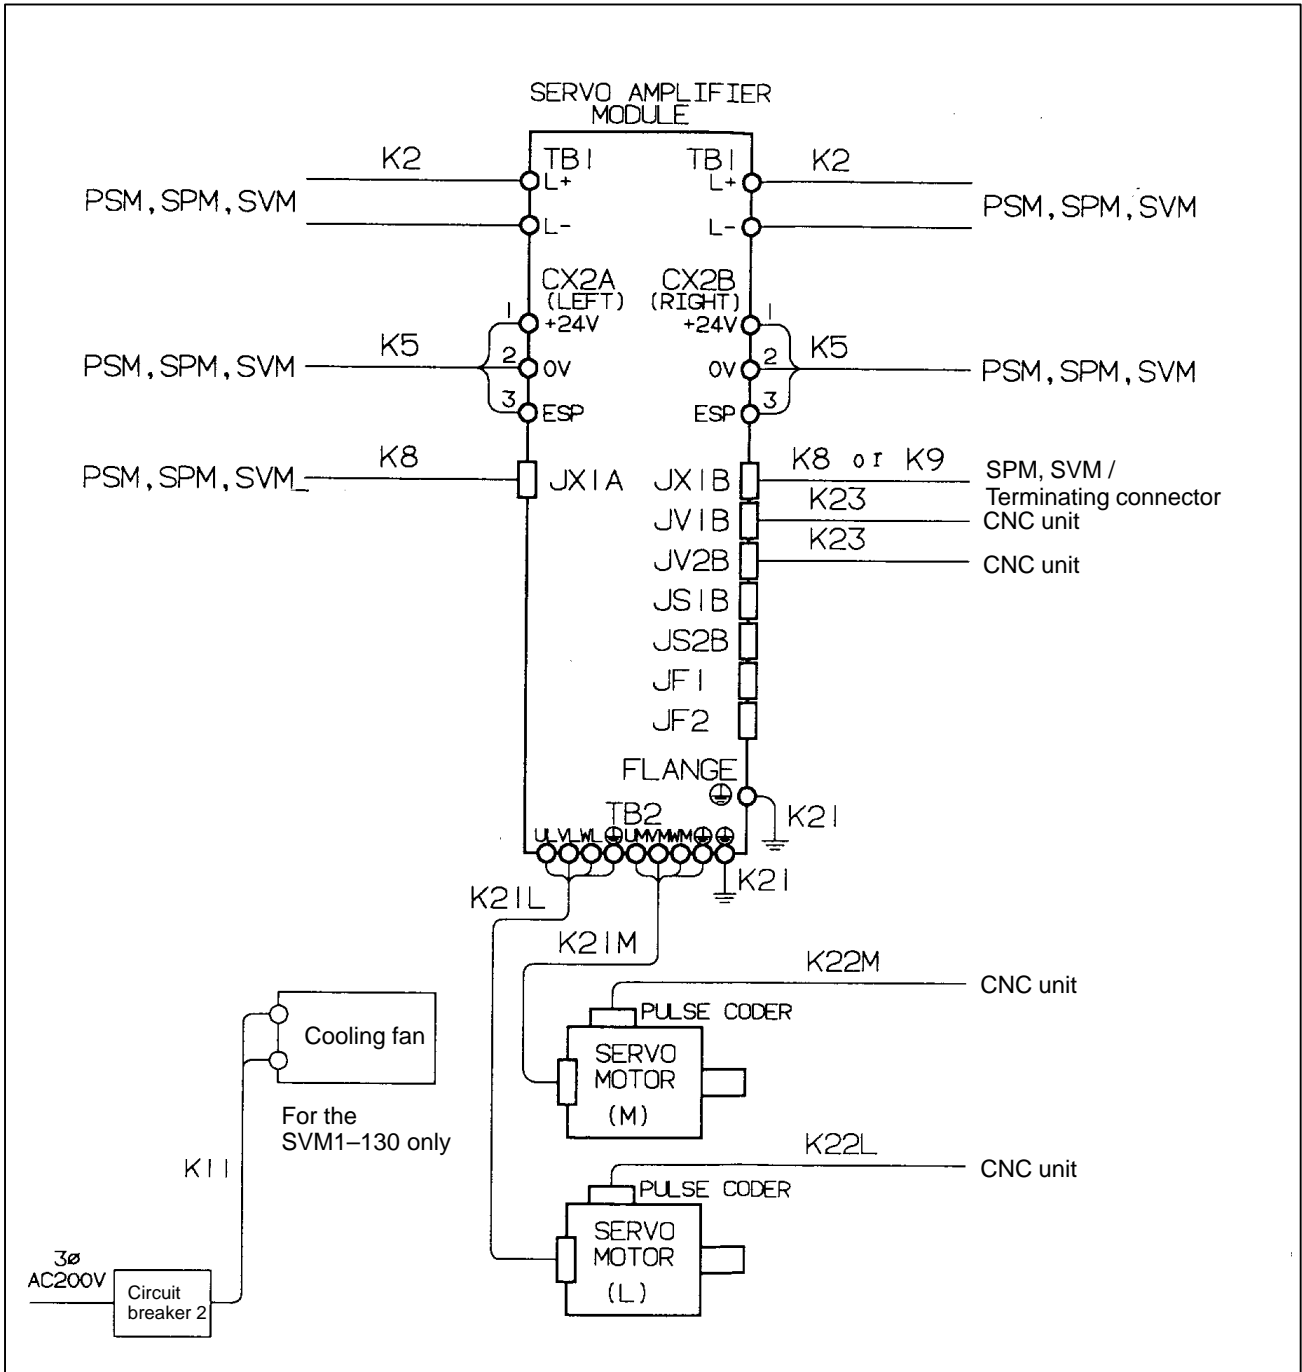 SERVO AMPLIFIER
MODULE
K2
TB1
TB1
K2
L+
L+
PSM, SPM, SVM
PSM, SPM, SVM
L-
L-
CX2A
CX2B
(LEFT)
(RIGHT)
1
+24V
+24V
1
K5
2
0V
0V
2
K5
PSM, SPM, SVM
PSM, SPM, SVM
3
ESP
ESP
3
K8
K8 or K9
PSM, SPM, SVM
JX1A
JX1B
SPM, SVM /
Terminating connector
K23
JV1B
CNC unit
K23
JV2B
CNC unit
JS1B
JS2B
JF1
JF2
FLANGE
K21
TB2
UL VL WL UM VM WM
K21
K21L
K21M
K22M
CNC unit
PULSE CODER
Cooling fan
SERVO
MOTOR
(M)
For the
SVM1–130 only
K22L
K11
CNC unit
PULSE CODER
SERVO
MOTOR
(L)
3ø
AC200V
Circuit
breaker 2